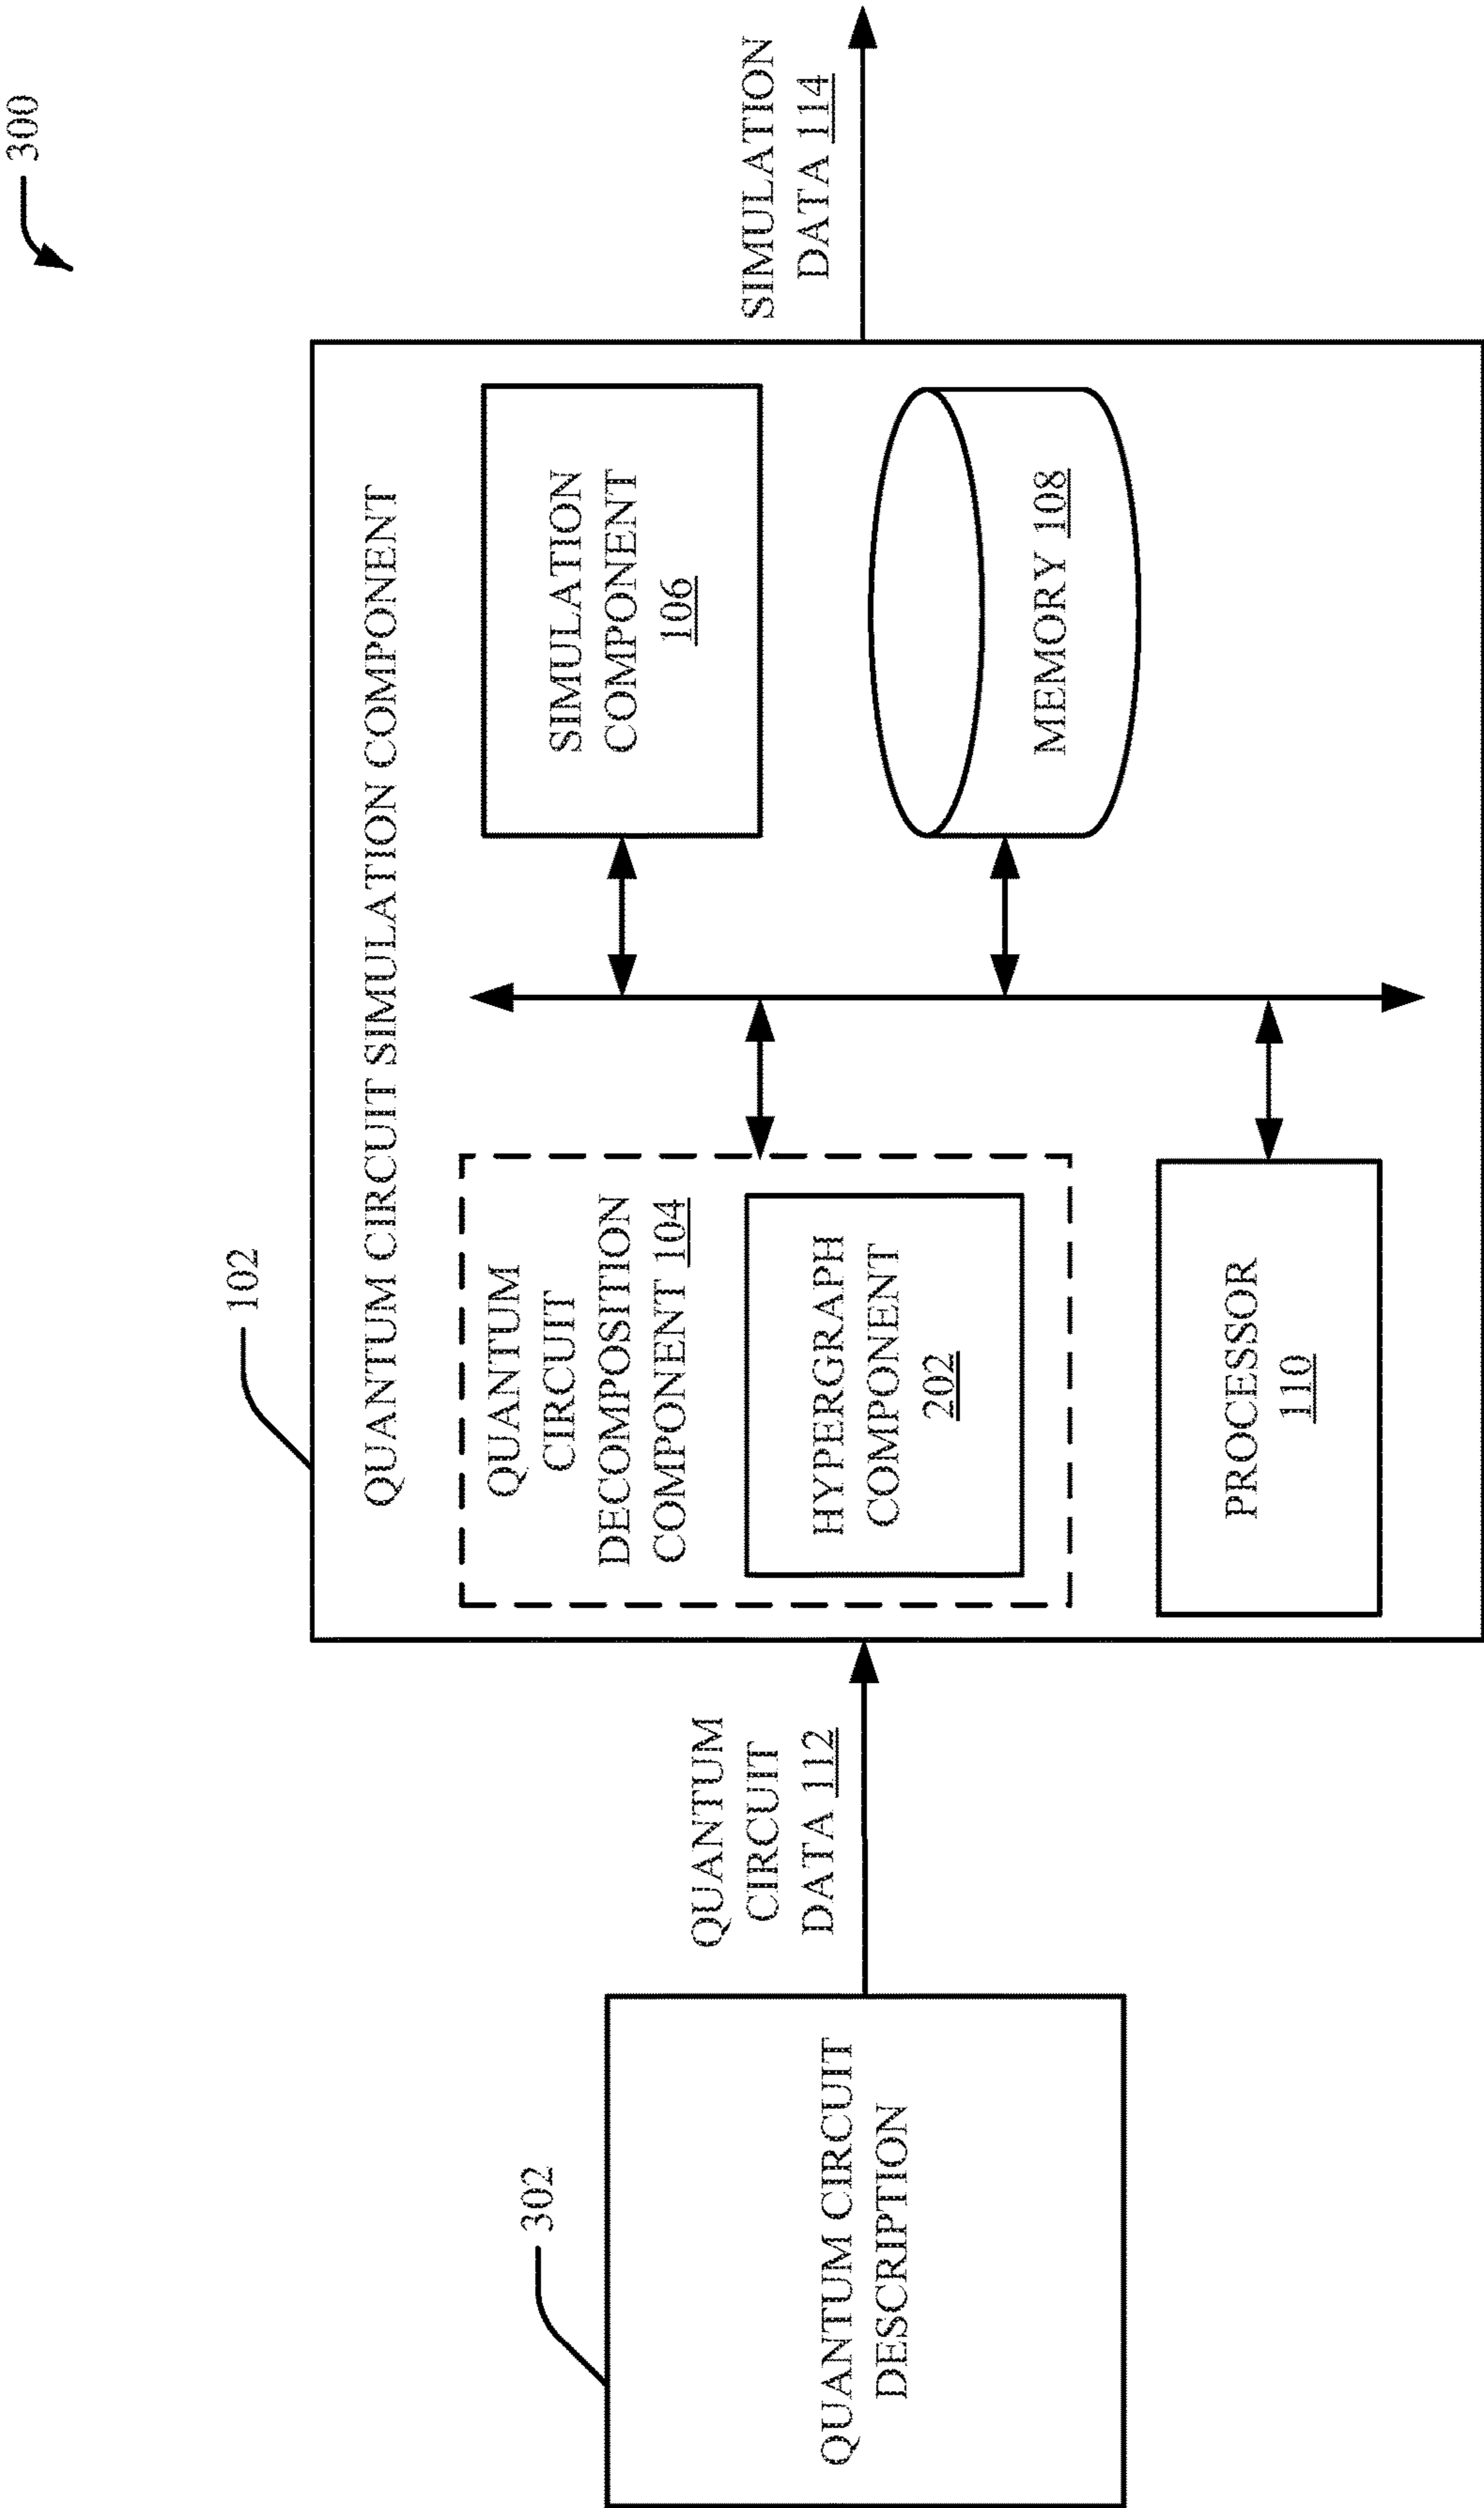 300
302
QUANTUM CIRCUIT
DESCRIPTION
QUANTUM
CIRCUIT
DATA 112
102
QUANTUM CIRCUIT SIMULATION COMPONENT
QUANTUM
CIRCUIT
DECOMPOSITION
COMPONENT 104
HYPERGRAPH
COMPONENT
202
PROCESSOR
110
SIMULATION
COMPONENT
106
MEMORY 108
SIMULATION
DATA 114